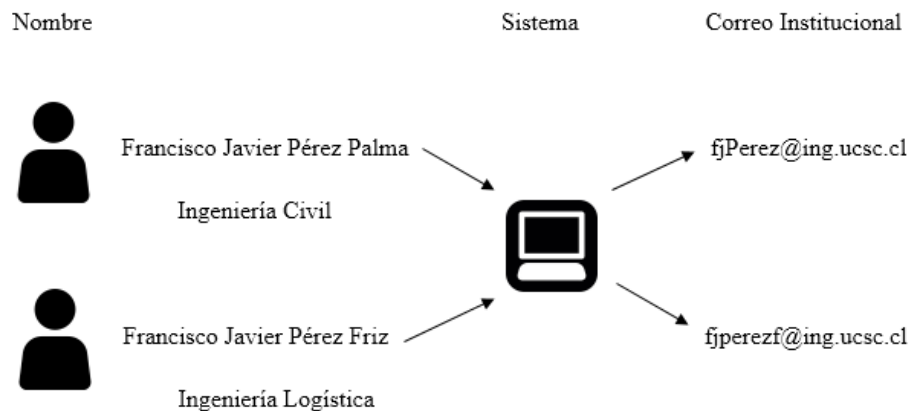 Nombre Sistema Correo Institucional
Francisco Javier Pérez Palma fjPerez@ing.ucsc.cl
Ingeniería Civil
Francisco Javier Pérez Friz fjperezf@ing.ucsc.cl
Ingeniería Logística